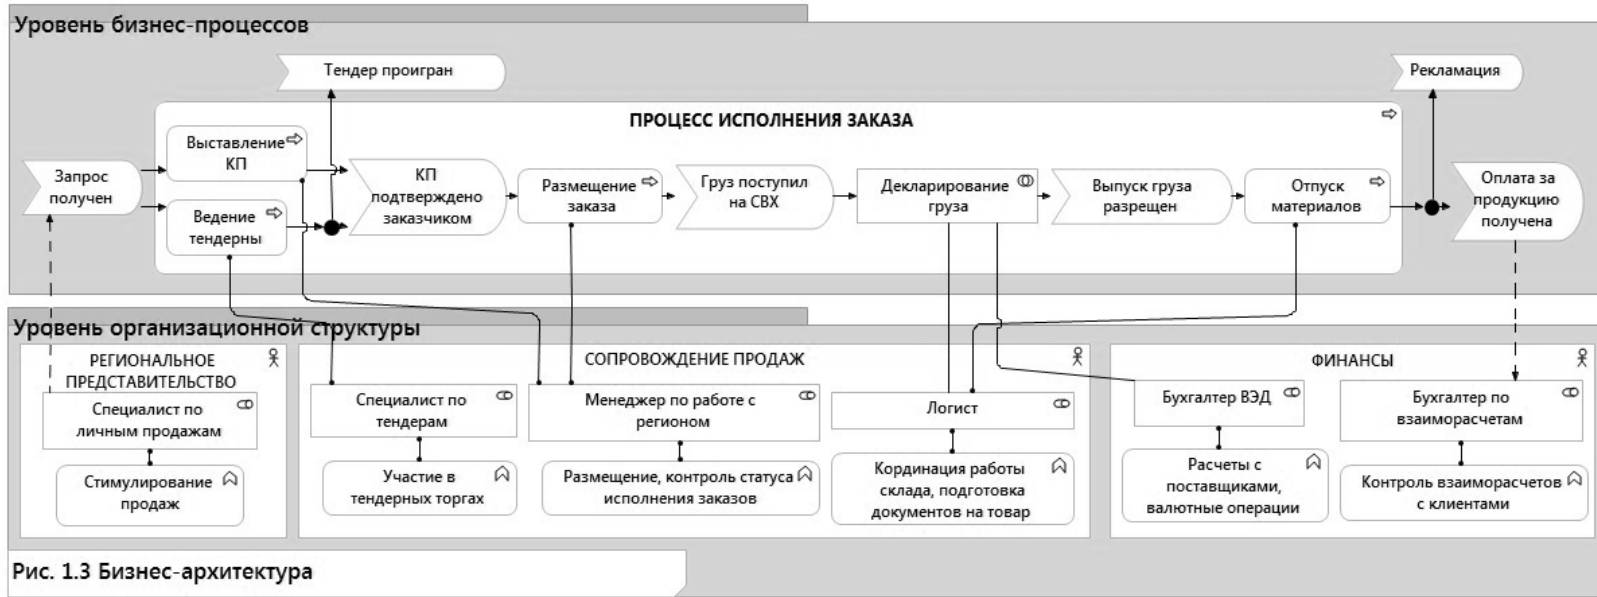 Уровень бизнес-процессов
Тендер проигран
Рекламация
ПРОЦЕСС ИСПОЛНЕНИЯ ЗАКАЗА
Запрос
получен
Выставление
КП
Ведение
тендерны
КП
подтверждено
заказчиком
Размещение
заказа
Груз поступил
на СВХ
Декларирование
груза
Выпуск груза
разрещен
Отпуск
материалов
Оплата за
продукцию
получена
Уровень организационной структуры
РЕГИОНАЛЬНОЕ
ПРЕДСТАВИТЕЛЬСТВО
Специалист по
личным продажам
Стимулирование
продаж
СОПРОВОЖДЕНИЕ ПРОДАЖ
Специалист по
тендерам
Участие в
тендерных торгах
Менеджер по работе с
регионом
Размещение, контроль статуса
исполнения заказов
Логист
Кординация работы
склада, подготовка
документов на товар
ФИНАНСЫ
Бухгалтер ВЭД
Расчеты с
поставщиками,
валютные операции
Бухгалтер по
взаиморасчетам
Контроль взаиморасчетов
с клиентами
Рис. 1.3 Бизнес-архитектура